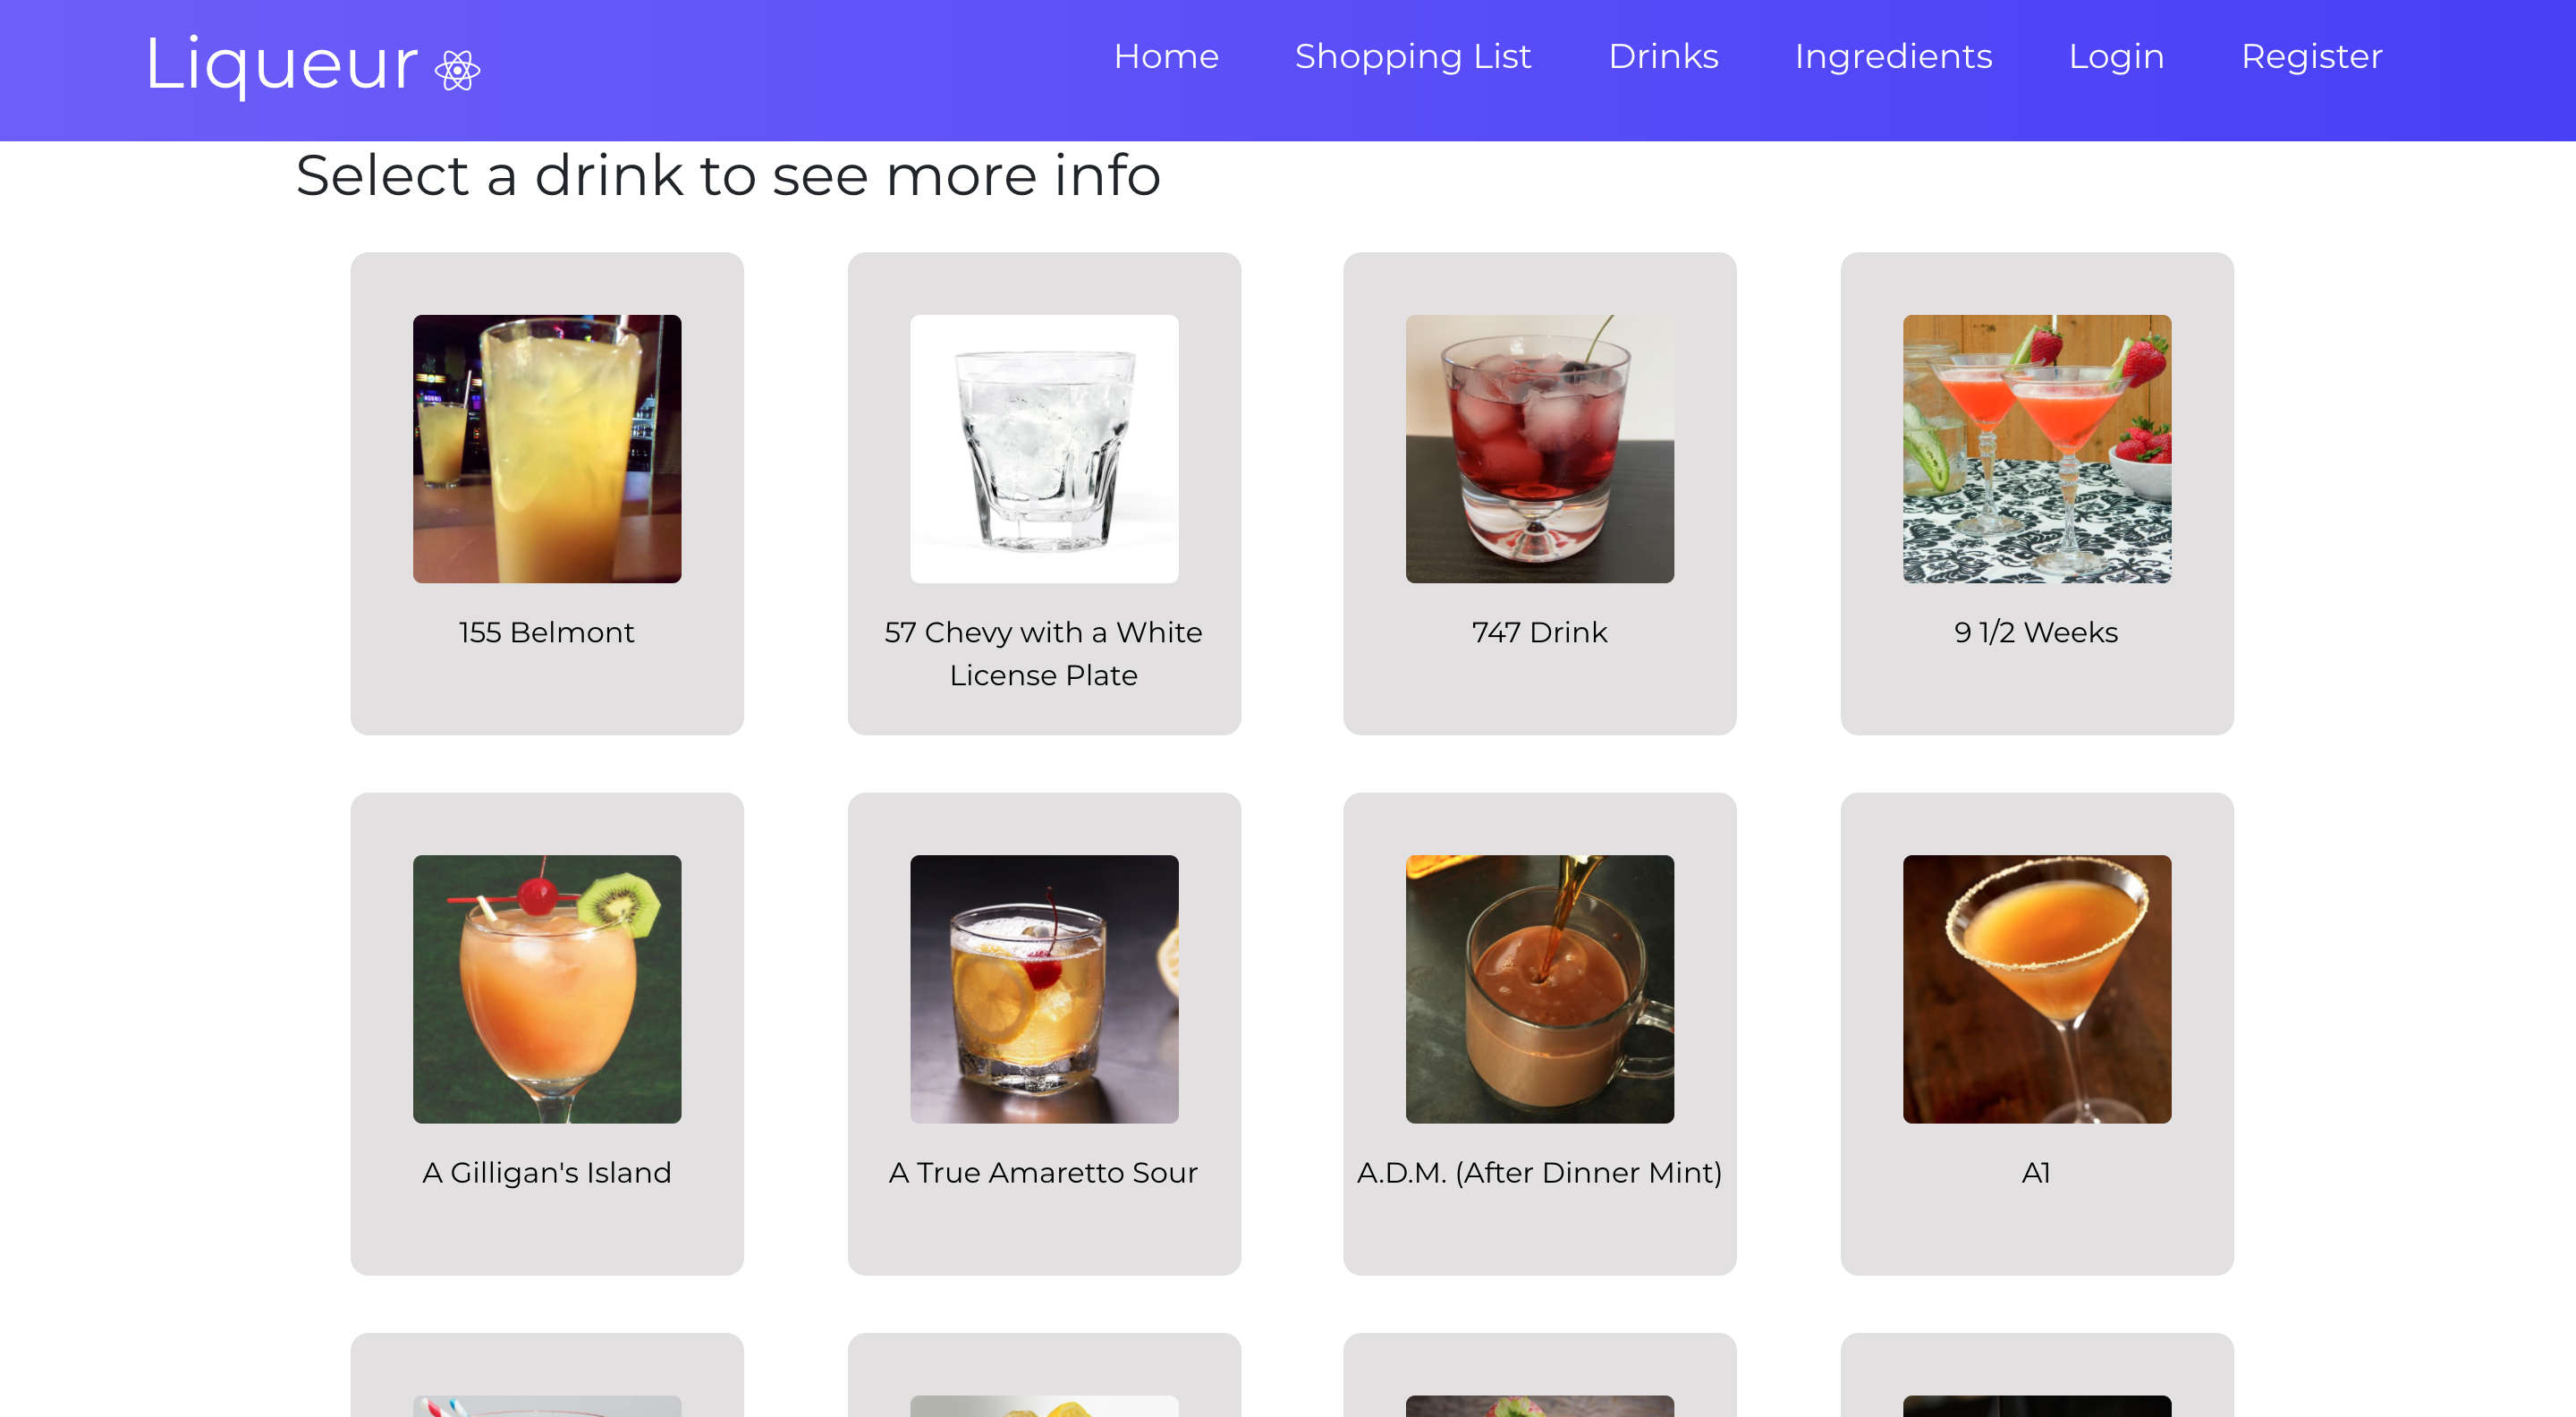 Liqueur
Home
Shopping List
Drinks
Ingredients
Login
Register
Select a drink to see more info
155 Belmont
57 Chevy with a White
License Plate
747 Drink
9 1/2 Weeks
A Gilligan's Island
A True Amaretto Sour
A.D.M. (After Dinner Mint)
A1